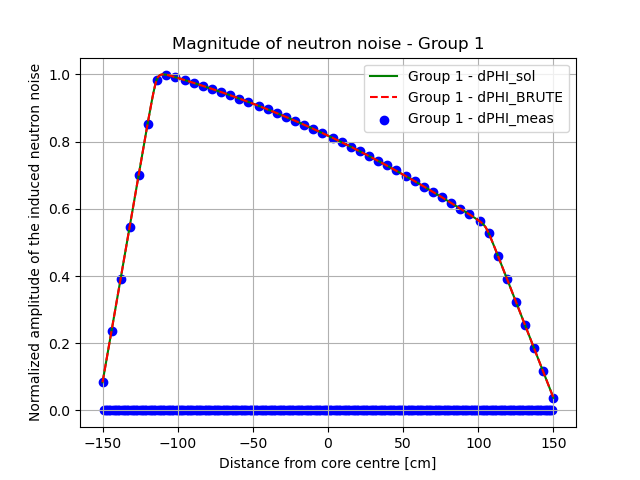 Magnitude of neutron noise - Group 1
Normalized amplitude of the induced neutron noise
1.0
0.8
0.6
0.4
0.2
0.0
Group 1 - dPHI_sol
Group 1 - dPHI_BRUTE
Group 1 - dPHI_meas
−150
−100
−50
0
50
100
150
Distance from core centre [cm]